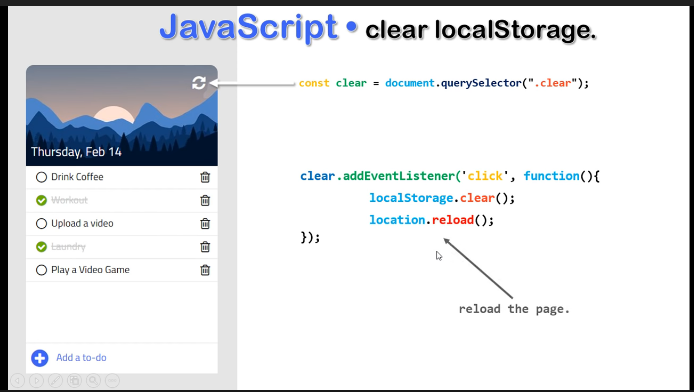 JavaScript • clear localStorage.
const clear = document.querySelector(".clear");
Thursday, Feb 14
Drink Coffee
Workout
Upload a video
Laundry
Play a Video Game
Add a to-do
clear.addEventListener('click', function(){
localStorage.clear();
location.reload();
});
reload the page.